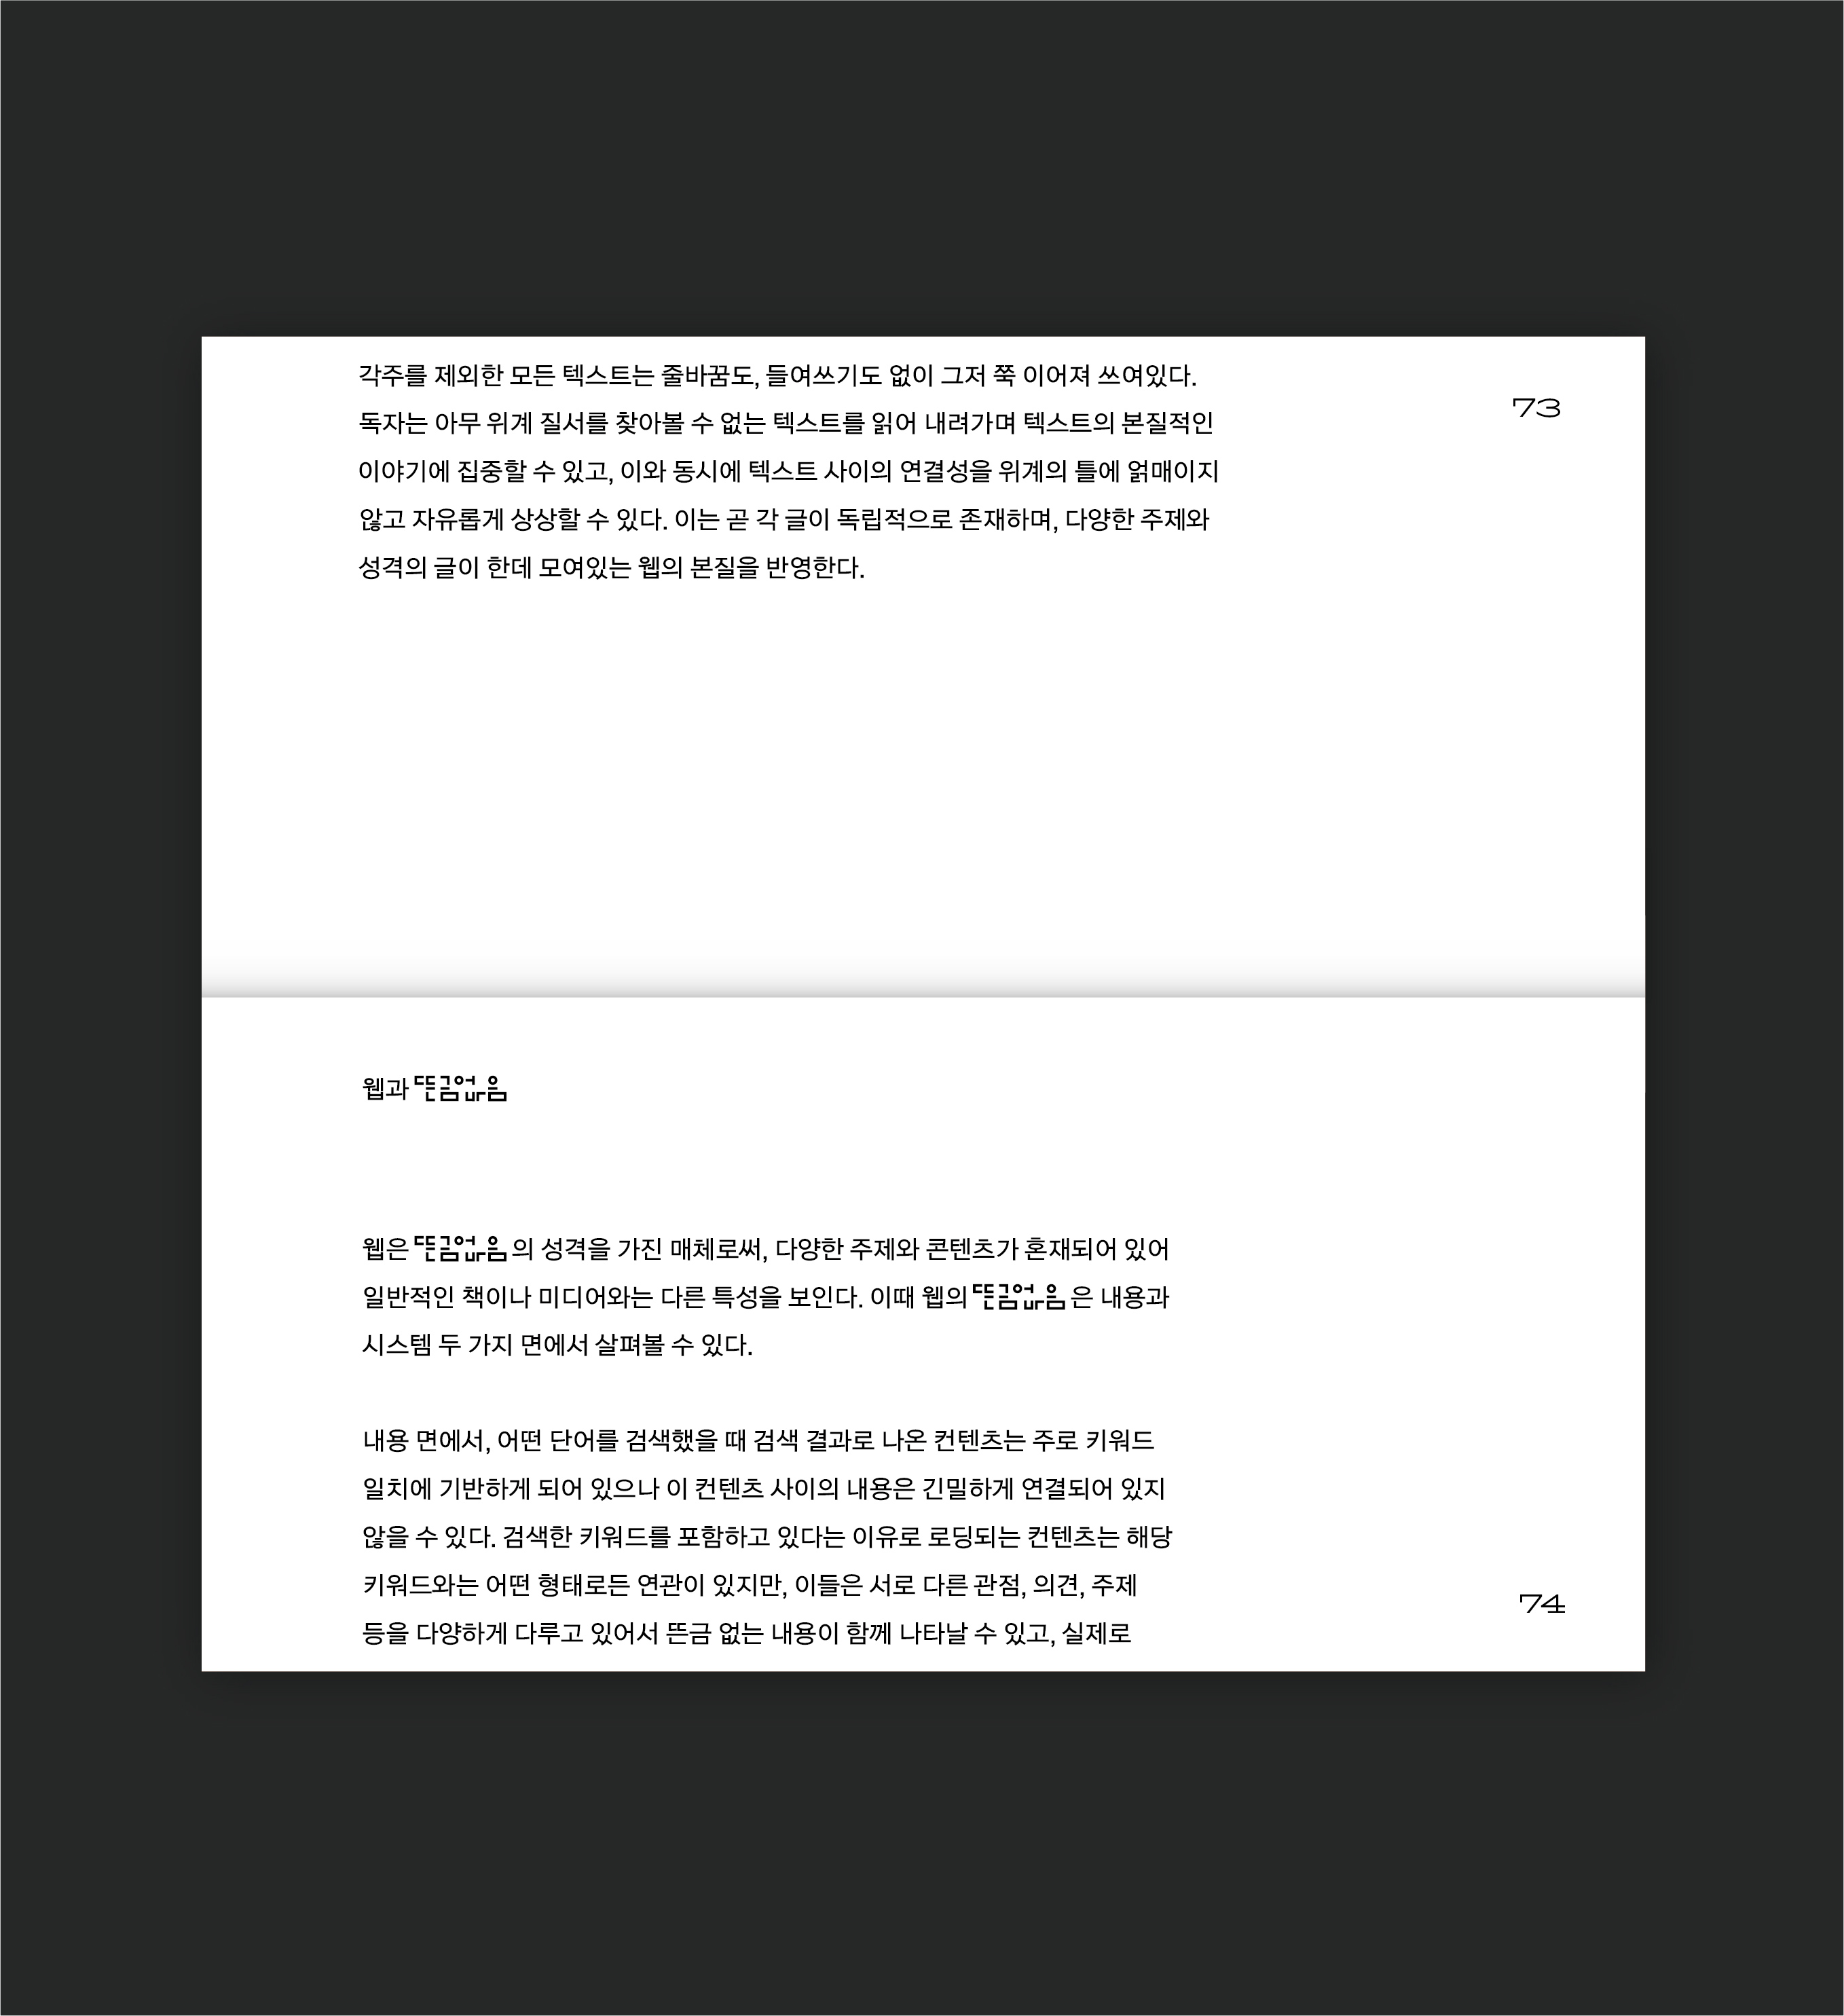 각주를 제외한 모든 텍스트는 줄바꿈도, 들여쓰기도 없이 그저 쭉 이어져 쓰여있다.
73
독자는 아무 위계 질서를 찾아볼 수 없는 텍스트를 읽어 내려가며 텍스트의 본질적인
이야기에 집중할 수 있고, 이와 동시에 텍스트 사이의 연결성을 위계의 틀에 얽매이지
않고 자유롭게 상상할 수 있다. 이는 곧 각 글이 독립적으로 존재하며, 다양한 주제와
성격의 글이 한데 모여있는 웹의 본질을 반영한다.
웹과 뜬금없음
웹은 뜬금없음의 성격을 가진 매체로써, 다양한 주제와 콘텐츠가 혼재되어 있어
일반적인 책이나 미디어와는 다른 특성을 보인다. 이때 웹의 뜬금없음은 내용과
시스템 두 가지 면에서 살펴볼 수 있다.
내용 면에서, 어떤 단어를 검색했을 때 검색 결과로 나온 컨텐츠는 주로 키워드
일치에 기반하게 되어 있으나 이 컨텐츠 사이의 내용은 긴밀하게 연결되어 있지
않을 수 있다. 검색한 키워드를 포함하고 있다는 이유로 로딩되는 컨텐츠는 해당
키워드와는 어떤 형태로든 연관이 있지만, 이들은 서로 다른 관점, 의견, 주제
74
등을 다양하게 다루고 있어서 뜬금 없는 내용이 함께 나타날 수 있고, 실제로